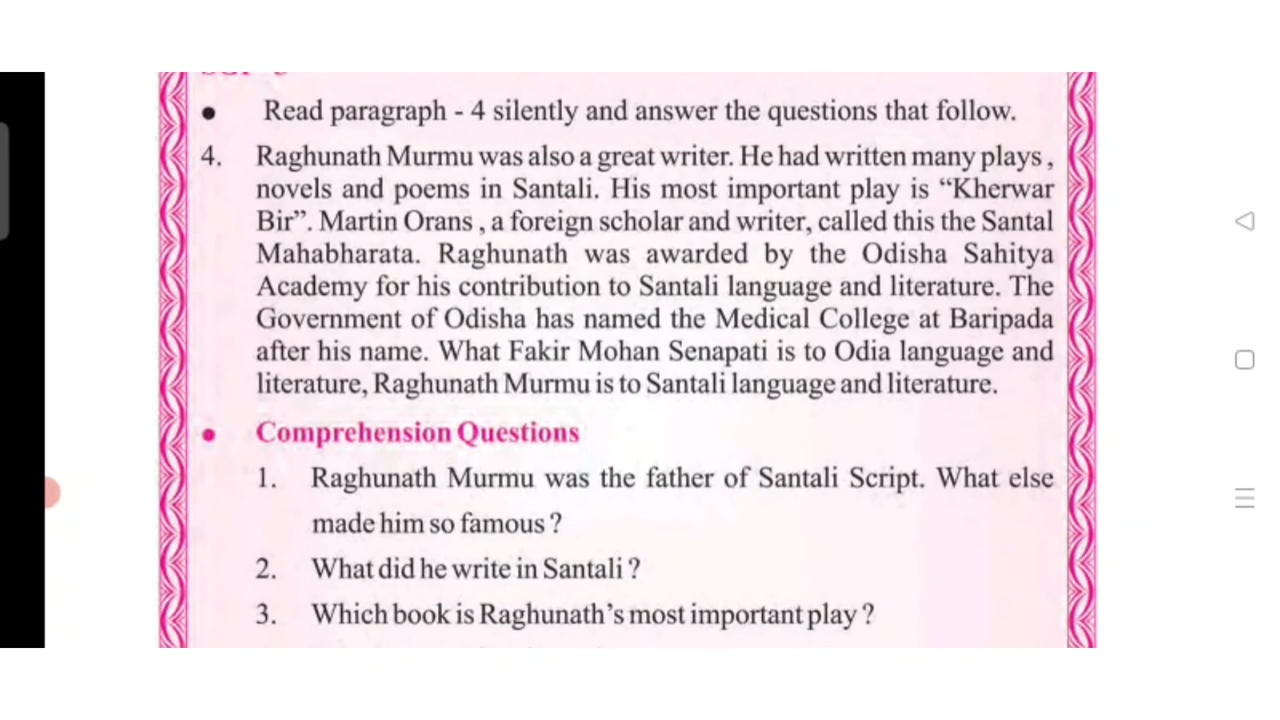 • Read paragraph - 4 silently and answer the questions that follow.
4. Raghunath Murmu was also a great writer. He had written many plays ,
novels and poems in Santali. His most important play is “Kherwar
Bir”. Martin Orans , a foreign scholar and writer, called this the Santal
Mahabharata. Raghunath was awarded by the Odisha Sahitya
Academy for his contribution to Santali language and literature. The
Government of Odisha has named the Medical College at Baripada
after his name. What Fakir Mohan Senapati is to Odia language and
literature, Raghunath Murmu is to Santali language and literature.
• Comprehension Questions
1. Raghunath Murmu was the father of Santali Script. What else
made him so famous ?
2. What did he write in Santali ?
3. Which book is Raghunath’s most important play ?